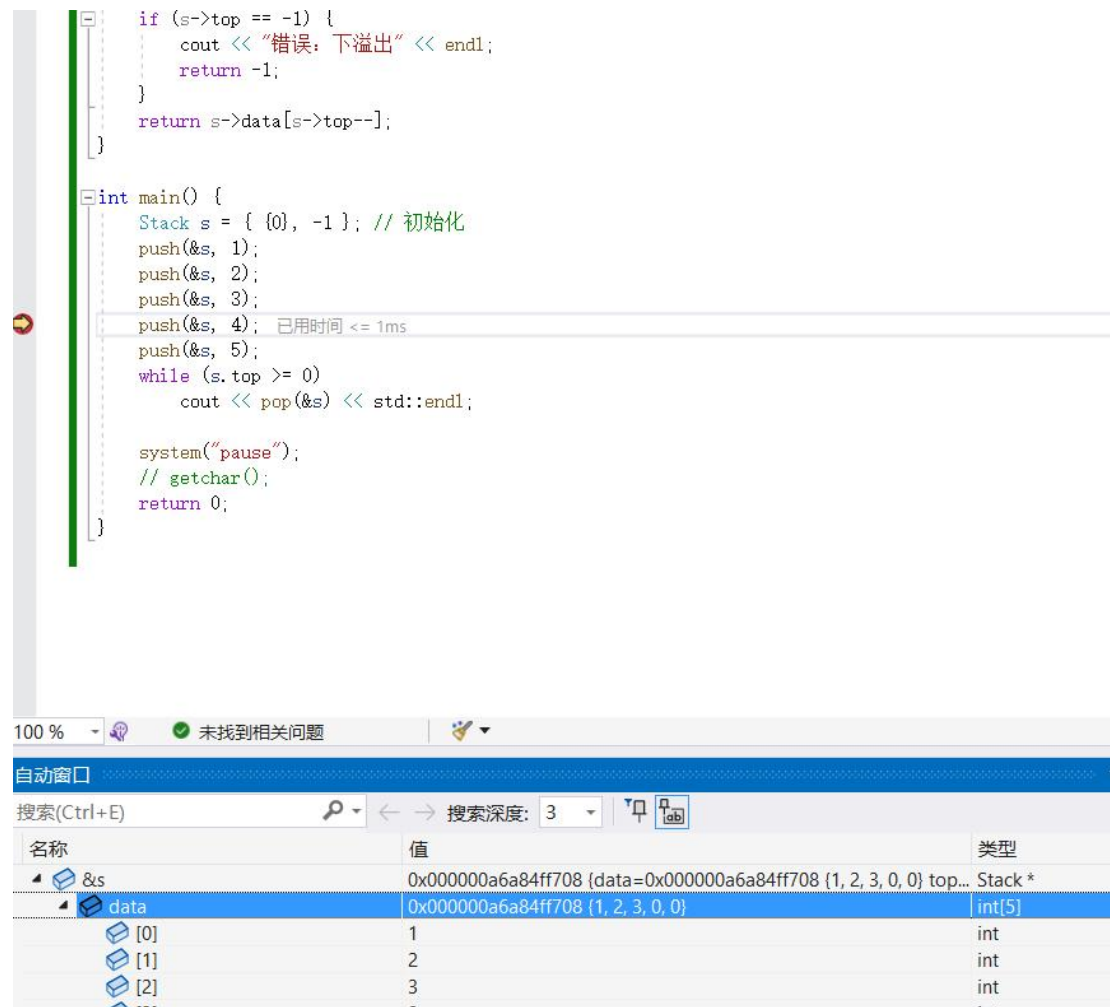 if (s->top == -1) {
cout << "错误：下溢出" << endl;
return -1;
}
return s->data[s->top--];
}
int main() {
Stack s = { {0}, -1 }; // 初始化
push(&s, 1);
push(&s, 2);
push(&s, 3);
push(&s, 4); 已用时间 <= 1ms
push(&s, 5);
while (s.top >= 0)
cout << pop(&s) << std::endl;
system("pause");
// getchar();
return 0;
}
100 % 未找到相关问题
自动窗口
搜索(Ctrl+E) 搜索深度: 3
名称 值 类型
&s 0x000000a6a84ff708 {data=0x000000a6a84ff708 {1, 2, 3, 0, 0} top... Stack *
data 0x000000a6a84ff708 {1, 2, 3, 0, 0} int[5]
[0] 1 int
[1] 2 int
[2] 3 int